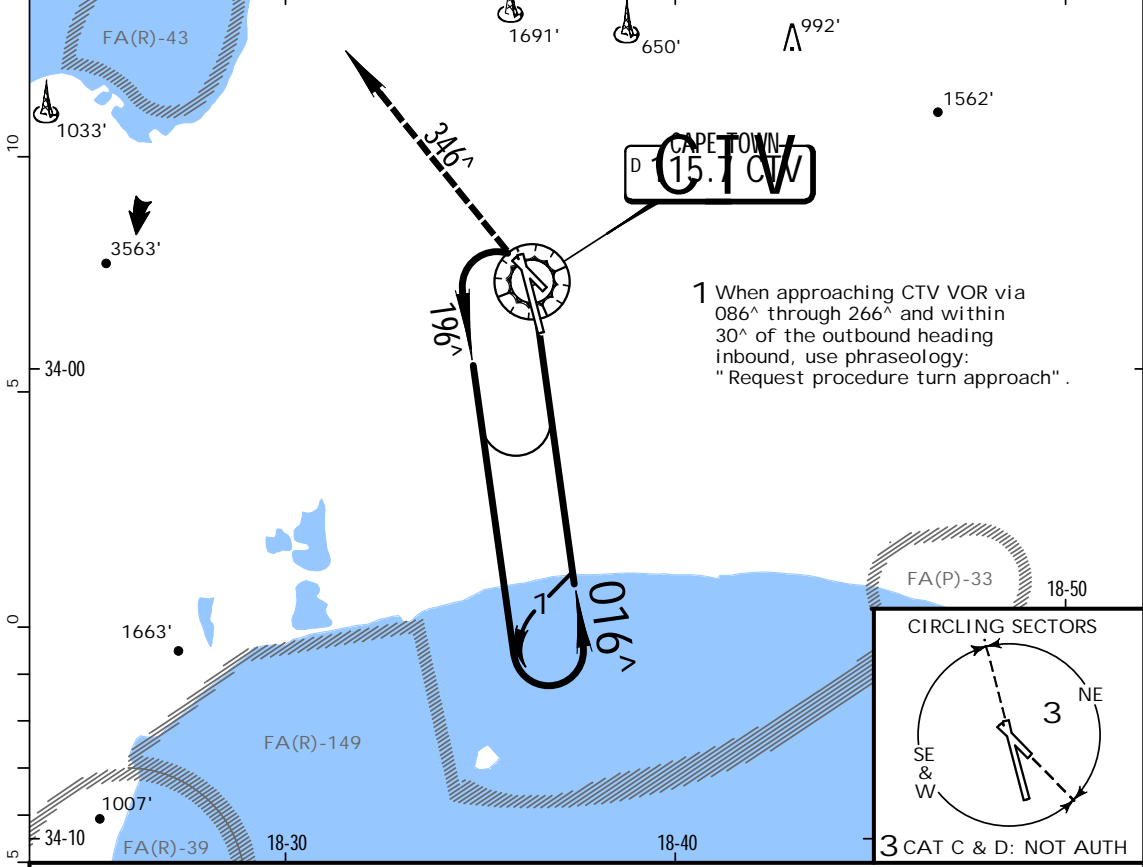 FA(R)-43
1691'
650'
992'
1033'
1562'
10
346^
CAPE TOWN
D 115.7 CTV
CTV
3563'
196^
1 When approaching CTV VOR via
086^ through 266^ and within
30^ of the outbound heading
inbound, use phraseology:
"Request procedure turn approach".
34-00
5
FA(P)-33
18-50
1
016^
0
1663'
CIRCLING SECTORS
NE
3
SE
&
W
FA(R)-149
1007'
34-10
FA(R)-39
18-30
18-40
3 CAT C & D: NOT AUTH
5